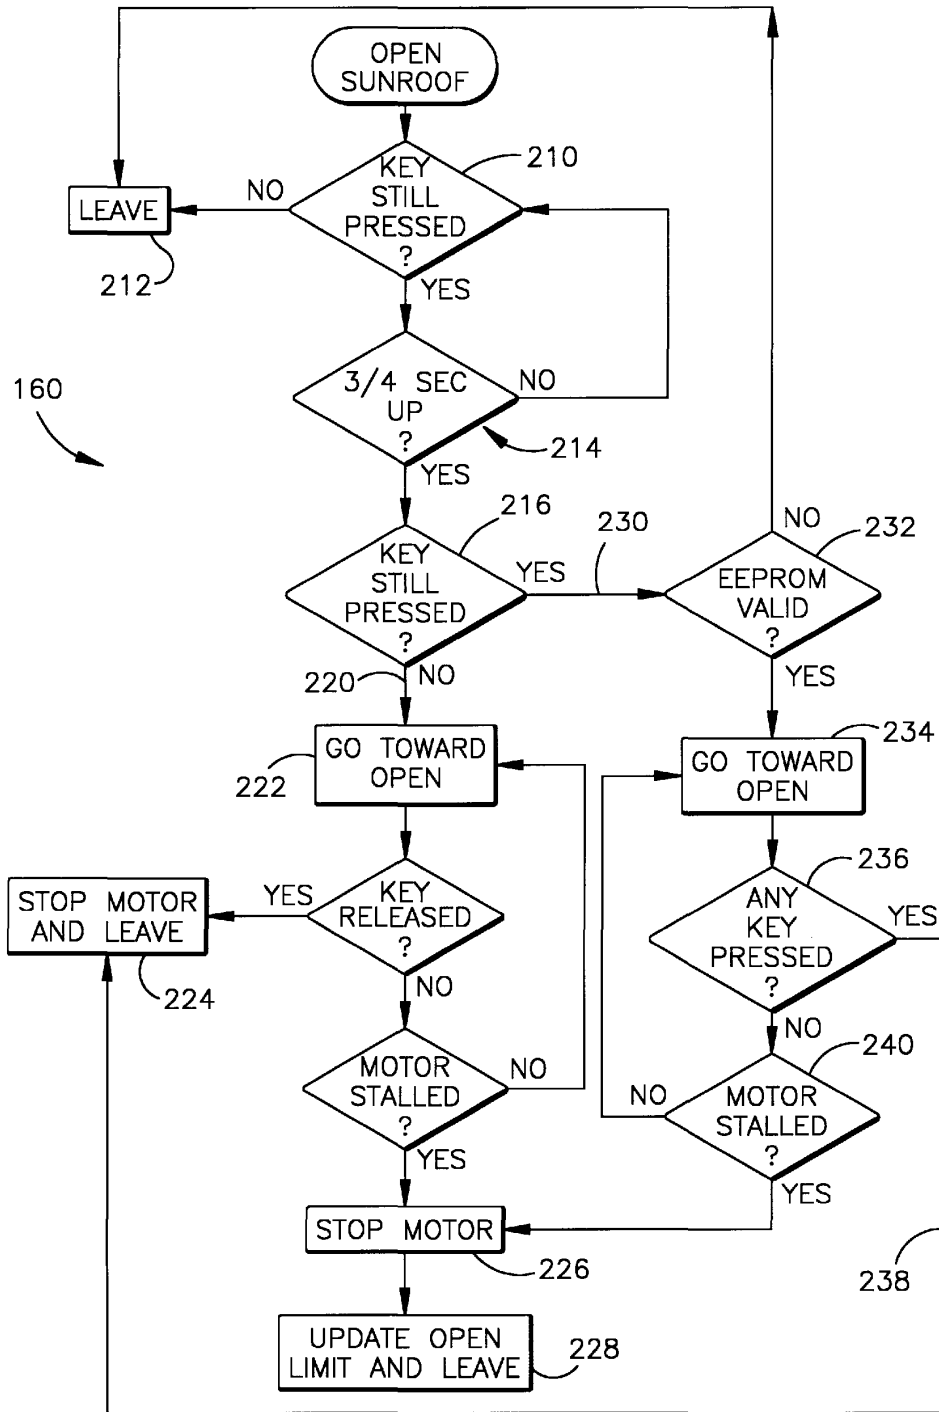 OPEN
SUNROOF
KEY
STILL
PRESSED
?
210
NO
LEAVE
212
YES
3/4 SEC
UP
?
NO
214
160
YES
216
KEY
STILL
PRESSED
?
YES
230
NO
232
EEPROM
VALID
?
220
NO
YES
GO TOWARD
OPEN
222
234
GO TOWARD
OPEN
STOP MOTOR
AND LEAVE
224
YES
KEY
RELEASED
?
NO
236
ANY
KEY
PRESSED
?
YES
NO
MOTOR
STALLED
?
NO
YES
240
NO
MOTOR
STALLED
?
YES
STOP MOTOR
226
238
UPDATE OPEN
LIMIT AND LEAVE
228